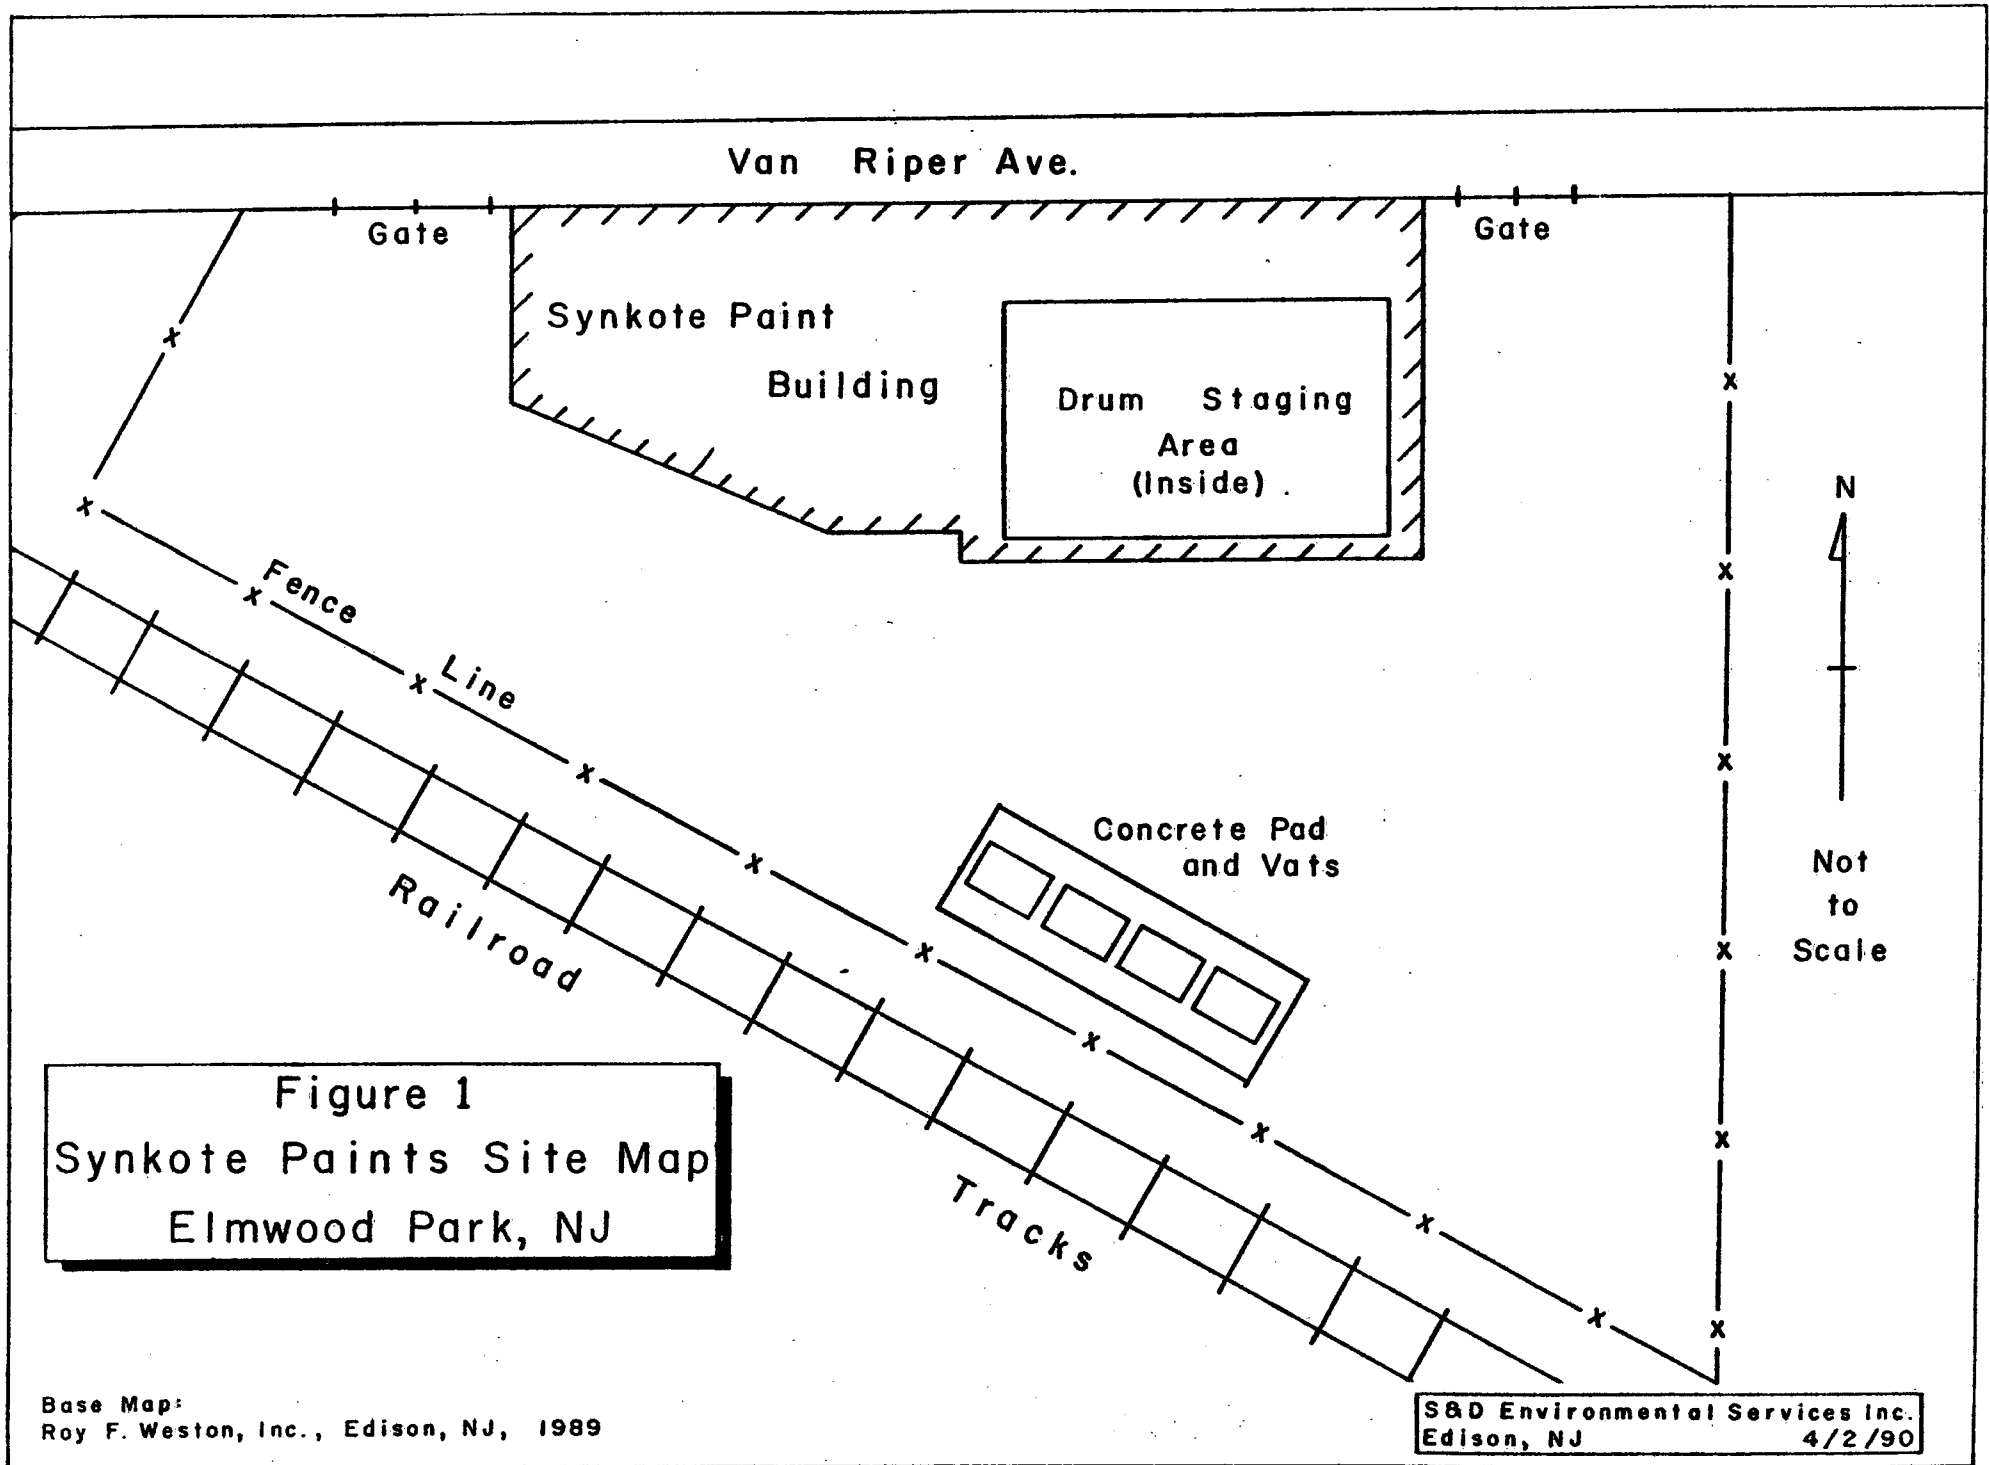 Van Riper Ave.
Gate
Gate
Synkote Paint
Building
Drum Staging
Area
(Inside)
N
Fence
Line
Concrete Pad
and Vats
Not
to
Scale
Railroad
Tracks
Figure 1
Synkote Paints Site Map
Elmwood Park, NJ
Base Map:
Roy F. Weston, Inc., Edison, NJ, 1989
S&D Environmental Services Inc.
Edison, NJ 4/2/90